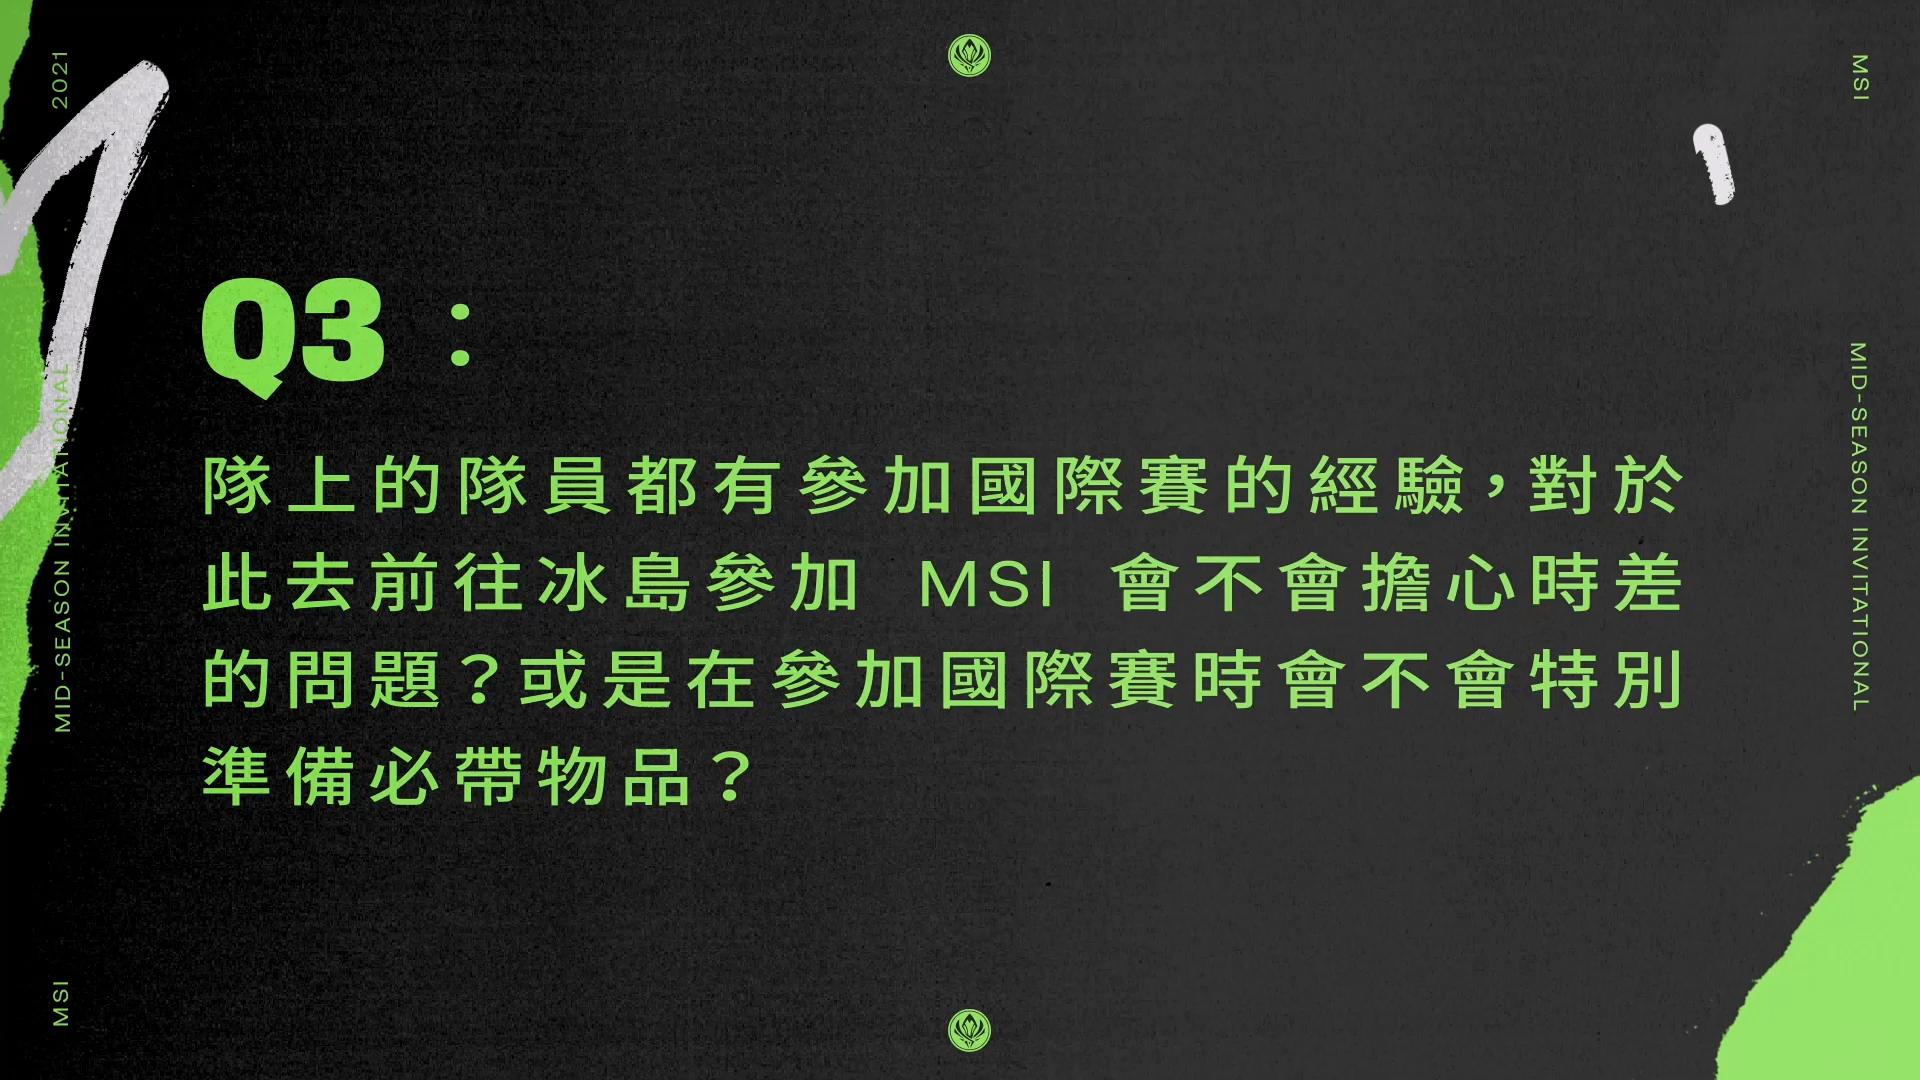 2021
MSI
Q3：
隊上的隊員都有參加國際賽的經驗，對於
此去前往冰島參加 MSI 會不會擔心時差
的問題？或是在參加國際賽時會不會特別
準備必帶物品？
MID-SEASON INVITATIONAL
MID-SEASON INVITATIONAL
MSI